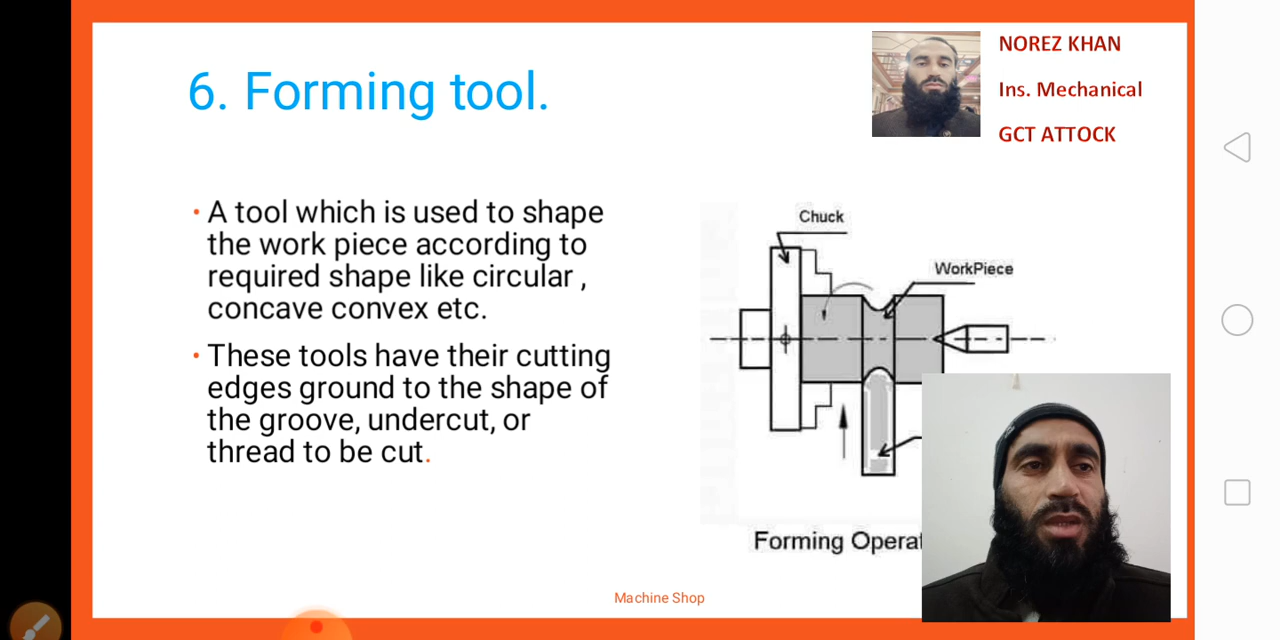 6. Forming tool.
NOREZ KHAN
Ins. Mechanical
GCT ATTOCK
• A tool which is used to shape
the work piece according to
required shape like circular ,
concave convex etc.
• These tools have their cutting
edges ground to the shape of
the groove, undercut, or
thread to be cut.
Chuck
WorkPiece
Forming
Machine Shop